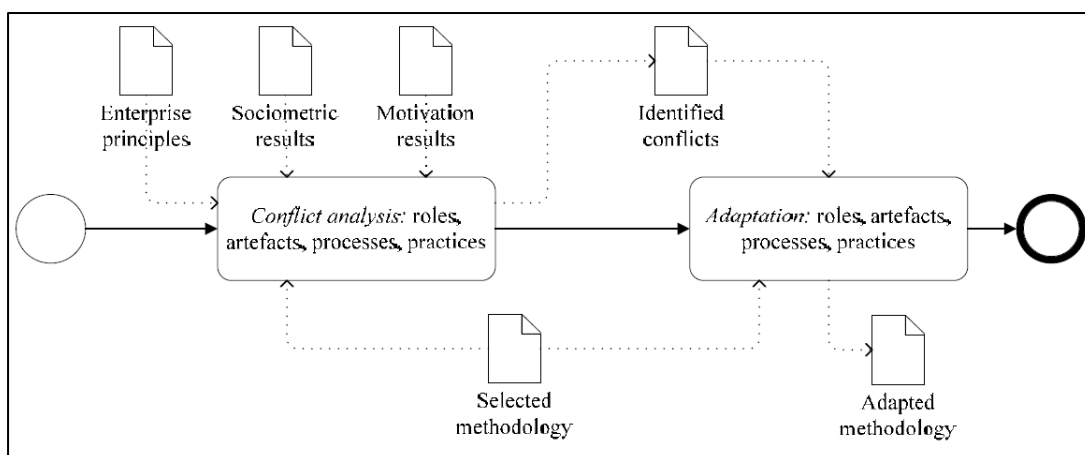 Enterprise
principles
Sociometric
results
Motivation
results
Identified
conflicts
Conflict analysis: roles,
artefacts, processes, practices
Adaptation: roles, artefacts,
processes, practices
Selected
methodology
Adapted
methodology